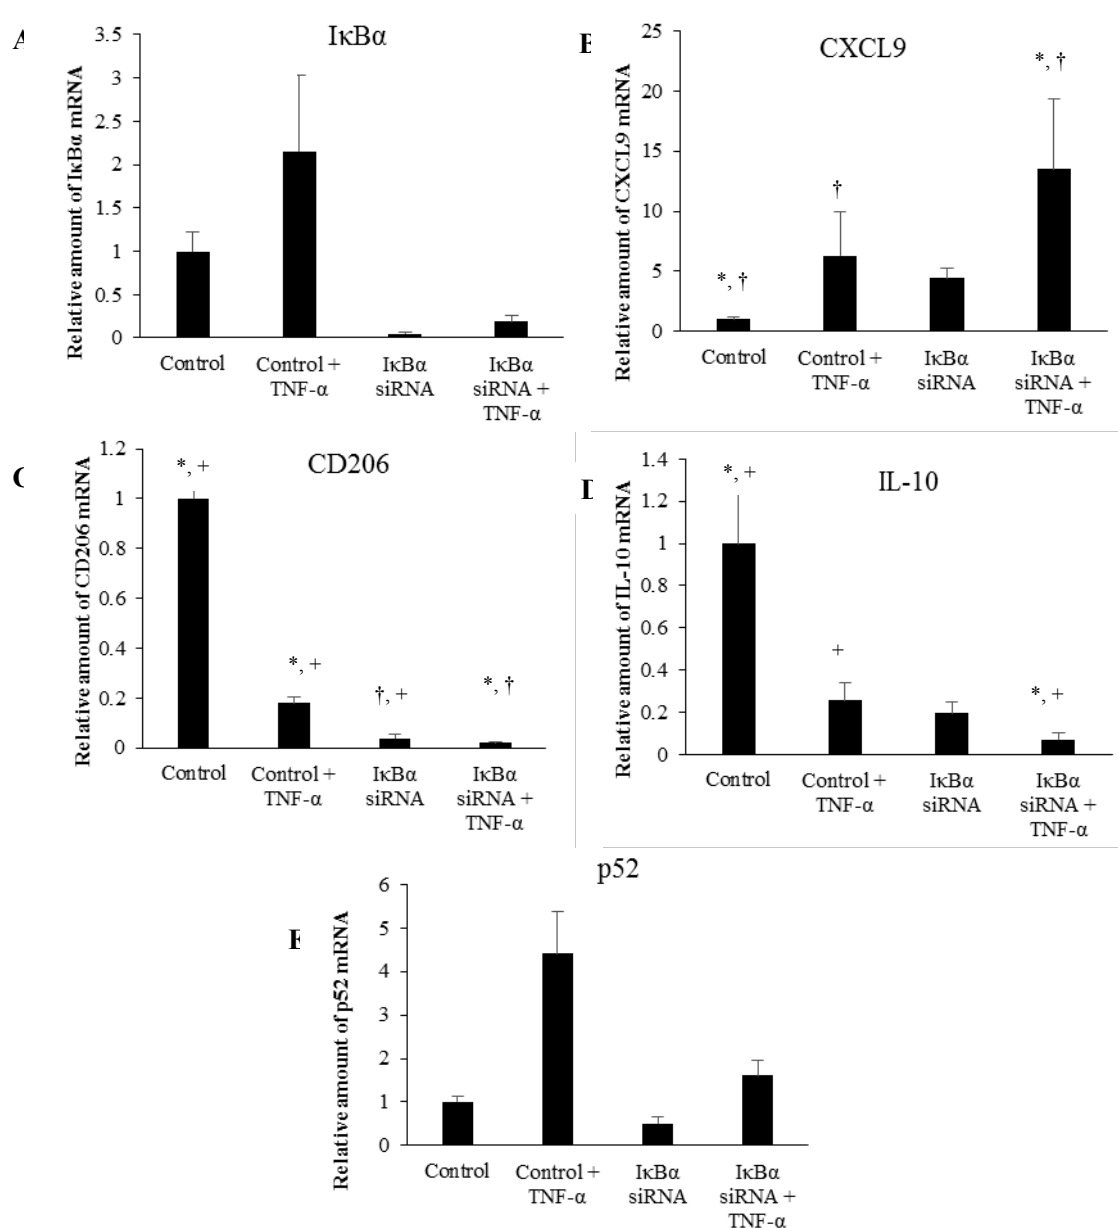 A
IκBα
Relative amount of IκBα mRNA
3.5
3
2.5
2
1.5
1
0.5
0
Control
Control +
TNF-α
IκBα
siRNA
IκBα
siRNA +
TNF-α
B
CXCL9
Relative amount of CXCL9 mRNA
25
20
15
10
5
0
*, †
†
*, †
Control
Control +
TNF-α
IκBα
siRNA
IκBα
siRNA +
TNF-α
C
CD206
Relative amount of CD206 mRNA
1.2
1
0.8
0.6
0.4
0.2
0
*, +
*, +
†, +
*, †
Control
Control +
TNF-α
IκBα
siRNA
IκBα
siRNA +
TNF-α
D
IL-10
Relative amount of IL-10 mRNA
1.4
1.2
1
0.8
0.6
0.4
0.2
0
*, +
+
*, +
Control
Control +
TNF-α
IκBα
siRNA
IκBα
siRNA +
TNF-α
E
p52
Relative amount of p52 mRNA
6
5
4
3
2
1
0
Control
Control +
TNF-α
IκBα
siRNA
IκBα
siRNA +
TNF-α